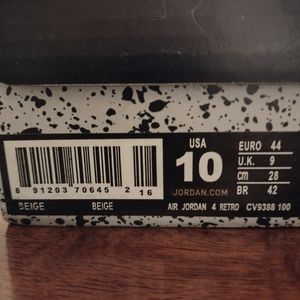 USA
10
JORDAN.COM
EURO 44
U.K. 9
cm 28
BR 42
8 91203 70645 2 16
BEIGE BEIGE
AIR JORDAN 4 RETRO CV9388 100